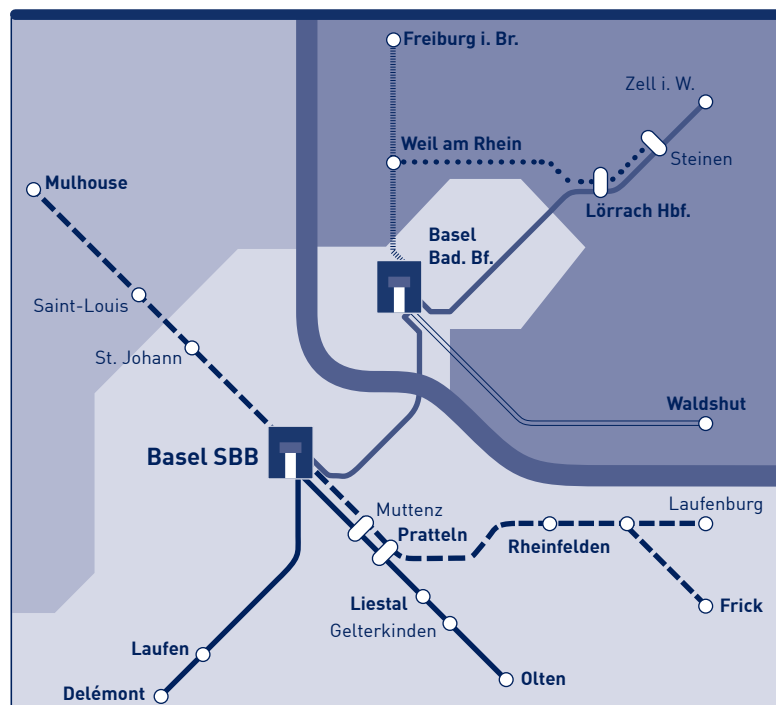 Freiburg i. Br.
Zell i. W.
Weil am Rhein
Steinen
Mulhouse
Lörrach Hbf.
Basel
Bad. Bf.
Saint-Louis
St. Johann
Waldshut
Basel SBB
Muttenz
Laufenburg
Pratteln
Rheinfelden
Liestal
Frick
Gelterkinden
Laufen
Olten
Delémont